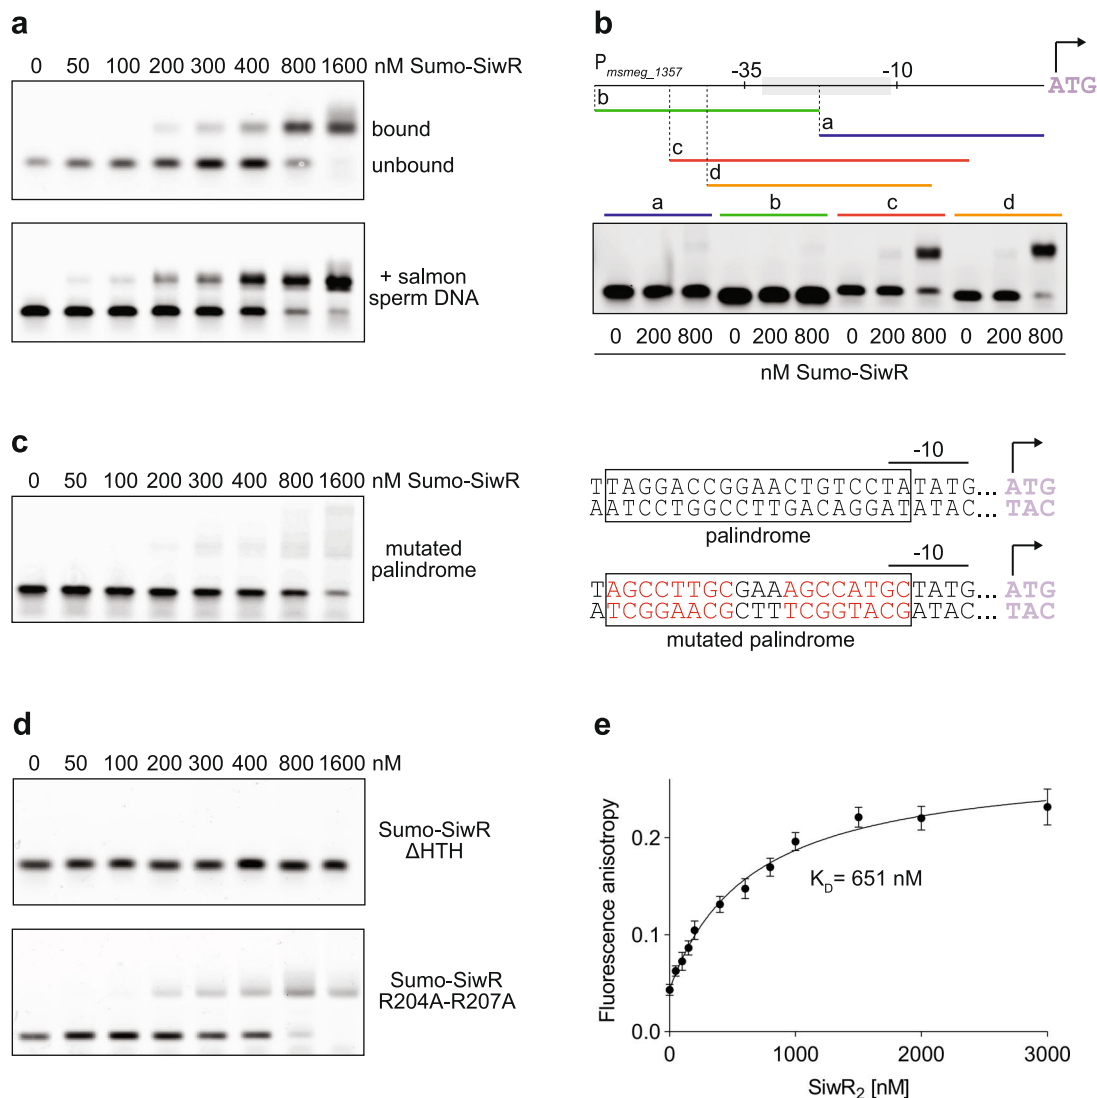 a
0 50 100 200 300 400 800 1600 nM Sumo-SiwR
bound
unbound
+ salmon
sperm DNA
b
P msmeg_1357
-35
-10
ATG
b
a
c
d
a b c d
0 200 800 0 200 800 0 200 800 0 200 800
nM Sumo-SiwR
c
0 50 100 200 300 400 800 1600 nM Sumo-SiwR
mutated
palindrome
-10
TTAGGACCGGAACTGTCCTATATG... ATG
AATCCTGGCCTTGACAGGATATAC... TAC
palindrome
-10
TAGCCTTGCGAAAGCCATGCTATG... ATG
ATCGGAACGCTTTCGGTACGATAC... TAC
mutated palindrome
d
0 50 100 200 300 400 800 1600 nM
Sumo-SiwR
ΔHTH
Sumo-SiwR
R204A-R207A
e
Fluorescence anisotropy
0.2
0.1
0.0
K_D = 651 nM
0 1000 2000 3000
SiwR₂ [nM]